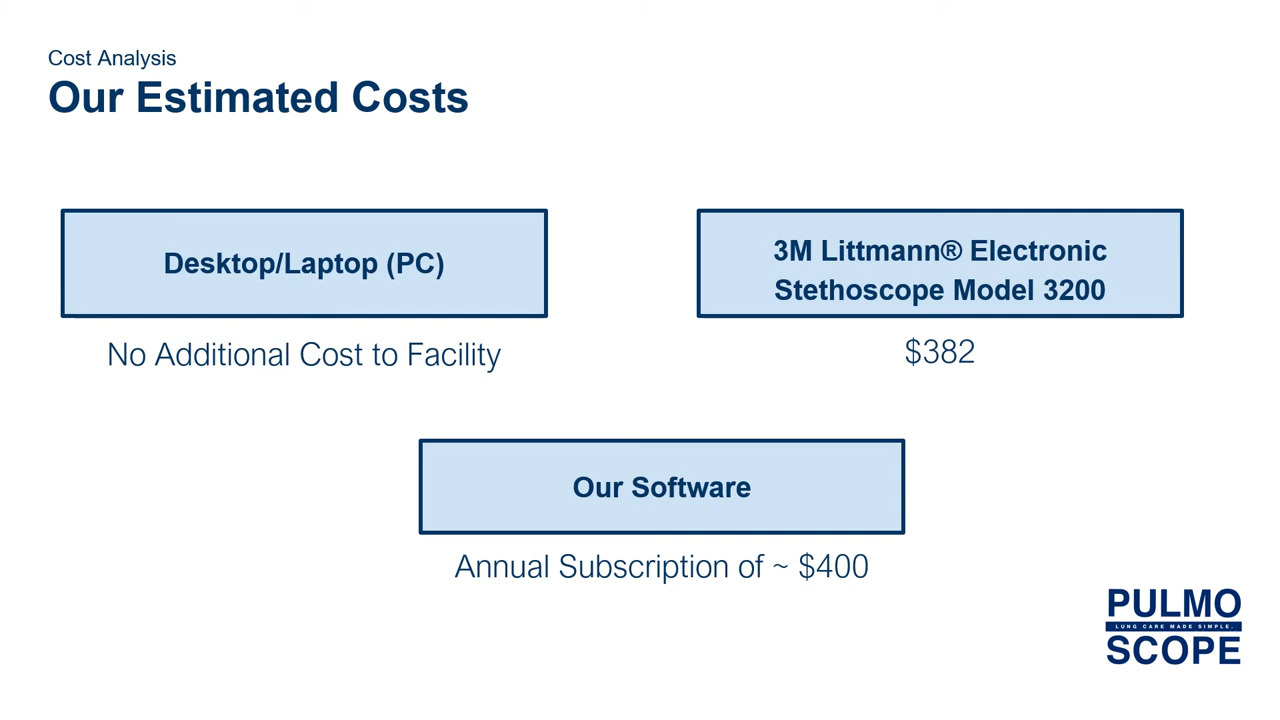 Cost Analysis
Our Estimated Costs
Desktop/Laptop (PC)
No Additional Cost to Facility
3M Littmann® Electronic
Stethoscope Model 3200
$382
Our Software
Annual Subscription of ~ $400
PULMO
LUNG CARE MADE SIMPLE.
SCOPE